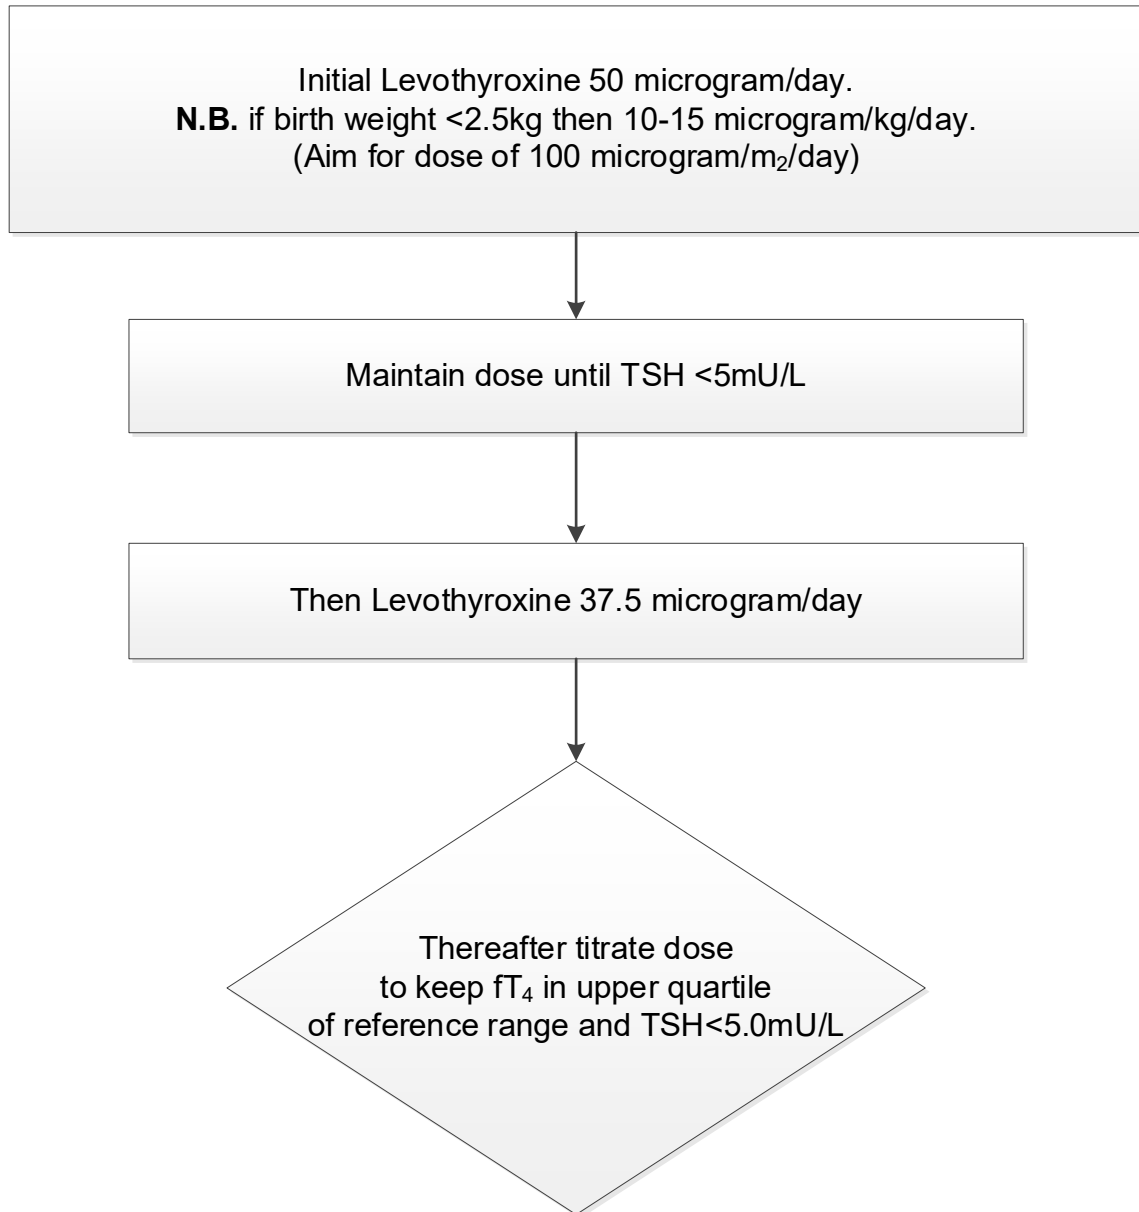 Initial Levothyroxine 50 microgram/day.
N.B. if birth weight <2.5kg then 10-15 microgram/kg/day.
(Aim for dose of 100 microgram/m₂/day)
Maintain dose until TSH <5mU/L
Then Levothyroxine 37.5 microgram/day
Thereafter titrate dose
to keep fT₄ in upper quartile
of reference range and TSH<5.0mU/L